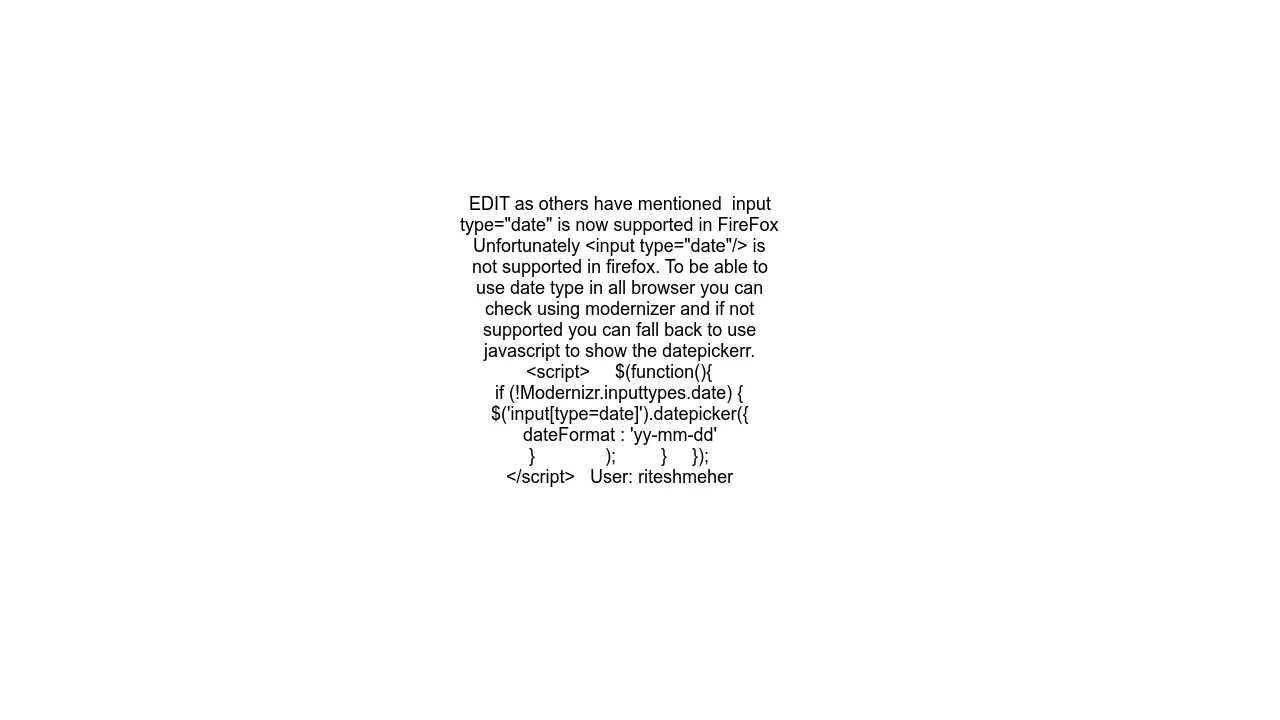 EDIT as others have mentioned  input
type="date" is now supported in FireFox
Unfortunately <input type="date"/> is
not supported in firefox. To be able to
use date type in all browser you can
check using modernizer and if not
supported you can fall back to use
javascript to show the datepickerr.
<script>     $(function(){
if (!Modernizr.inputtypes.date) {
$('input[type=date]').datepicker({
dateFormat : 'yy-mm-dd'
}              );         }     });
</script>   User: riteshmeher